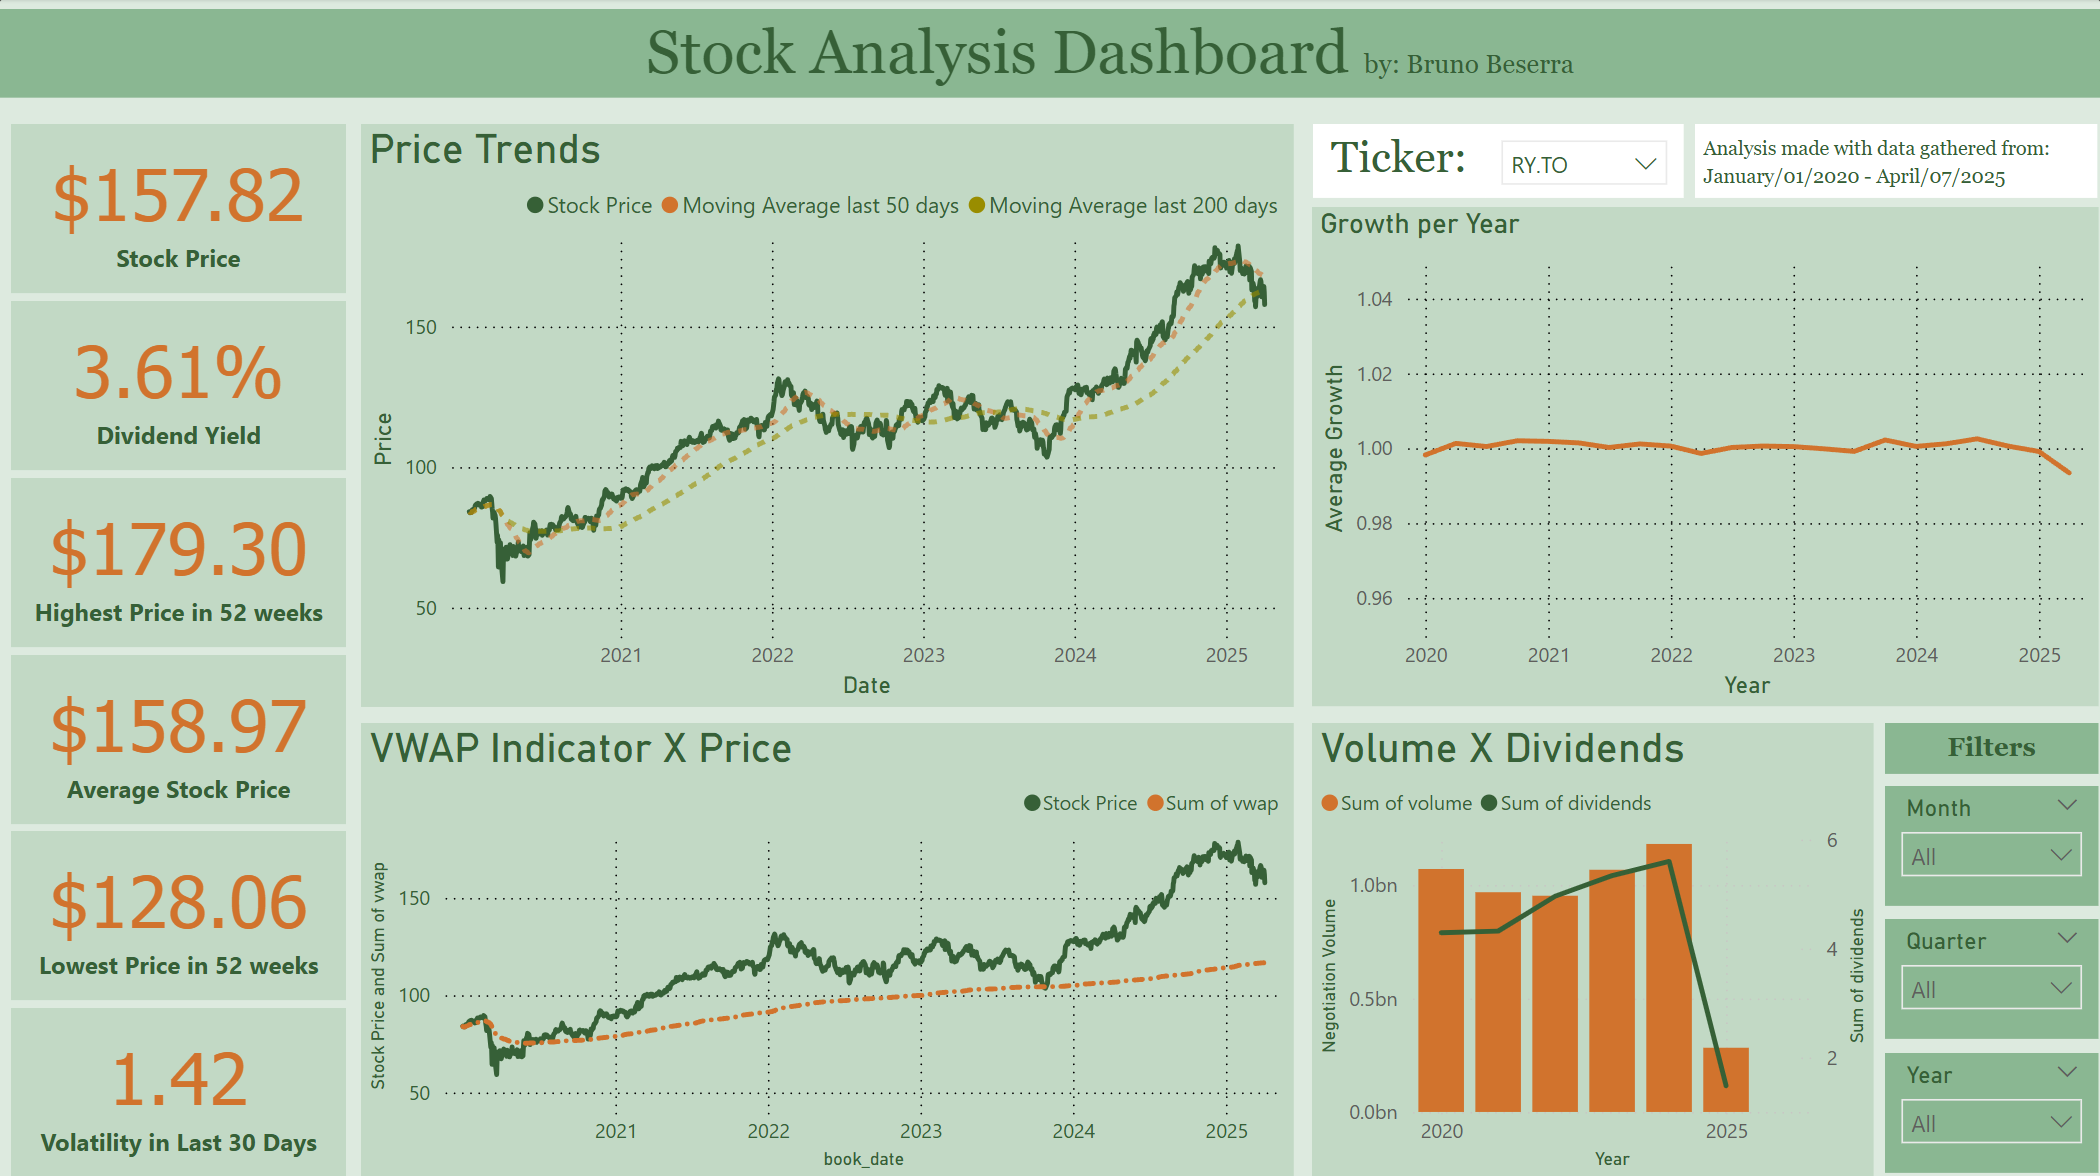 Stock Analysis Dashboard by: Bruno Beserra
$157.82
Stock Price
3.61%
Dividend Yield
$179.30
Highest Price in 52 weeks
$158.97
Average Stock Price
$128.06
Lowest Price in 52 weeks
1.42
Volatility in Last 30 Days
Price Trends
Stock Price Moving Average last 50 days Moving Average last 200 days
Price
150
100
50
2021 2022 2023 2024 2025
Date
Ticker: RY.TO
Analysis made with data gathered from:
January/01/2020 - April/07/2025
Growth per Year
Average Growth
1.04
1.02
1.00
0.98
0.96
2020 2021 2022 2023 2024 2025
Year
VWAP Indicator X Price
Stock Price Sum of vwap
Stock Price and Sum of vwap
150
100
50
2021 2022 2023 2024 2025
book_date
Volume X Dividends
Sum of volume Sum of dividends
Negotiation Volume
1.0bn
0.5bn
0.0bn
6
4
2
Sum of dividends
2020 2025
Year
Filters
Month
All
Quarter
All
Year
All